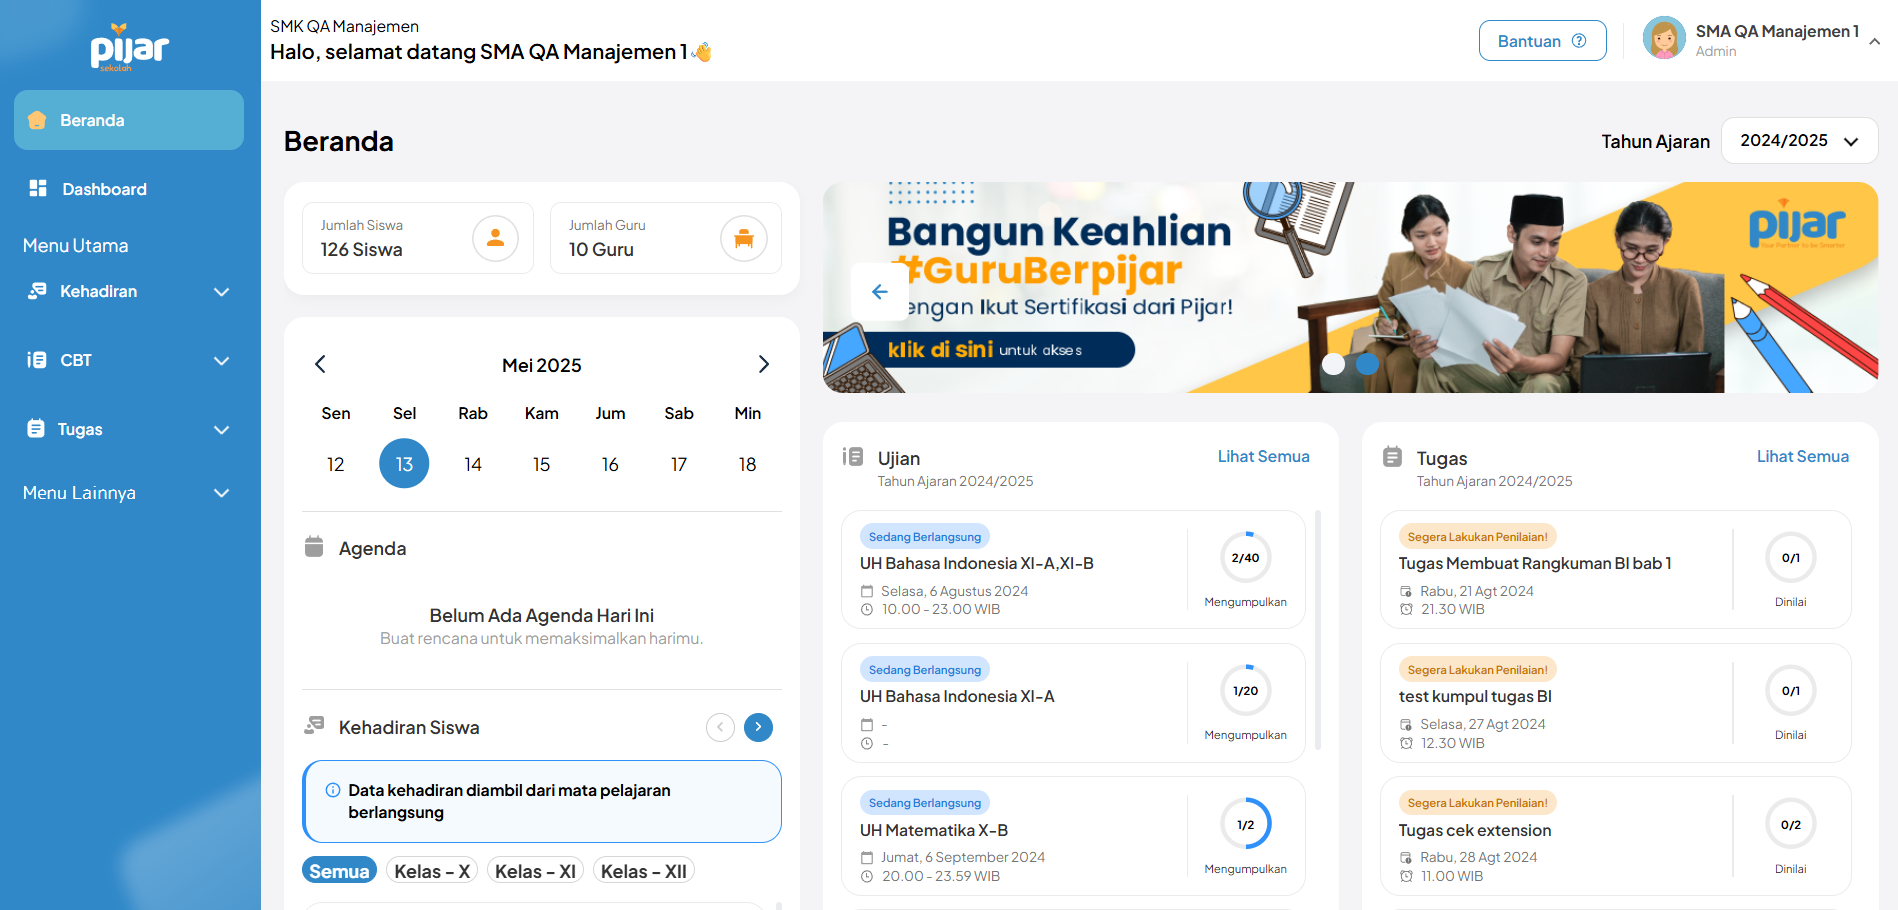 pijar
sekolah
Beranda
Dashboard
Menu Utama
Kehadiran
CBT
Tugas
Menu Lainnya
SMK QA Manajemen
Halo, selamat datang SMA QA Manajemen 1👋
Bantuan
SMA QA Manajemen 1
Admin
Beranda
Tahun Ajaran
2024/2025
Jumlah Siswa
126 Siswa
Jumlah Guru
10 Guru
Mei 2025
Sen Sel Rab Kam Jum Sab Min
12 13 14 15 16 17 18
Agenda
Belum Ada Agenda Hari Ini
Buat rencana untuk memaksimalkan harimu.
Kehadiran Siswa
Data kehadiran diambil dari mata pelajaran
berlangsung
Semua
Kelas - X
Kelas - XI
Kelas - XII
Bangun Keahlian
#GuruBerpijar
engan Ikut Sertifikasi dari Pijar!
klik di sini untuk akses
pijar
Your Partner to be Smarter
Ujian
Lihat Semua
Tahun Ajaran 2024/2025
Sedang Berlangsung
UH Bahasa Indonesia XI-A,XI-B
Selasa, 6 Agustus 2024
10.00 - 23.00 WIB
2/40
Mengumpulkan
Sedang Berlangsung
UH Bahasa Indonesia XI-A
-
-
1/20
Mengumpulkan
Sedang Berlangsung
UH Matematika X-B
Jumat, 6 September 2024
20.00 - 23.59 WIB
1/2
Mengumpulkan
Tugas
Lihat Semua
Tahun Ajaran 2024/2025
Segera Lakukan Penilaian!
Tugas Membuat Rangkuman BI bab 1
Rabu, 21 Agt 2024
21.30 WIB
0/1
Dinilai
Segera Lakukan Penilaian!
test kumpul tugas BI
Selasa, 27 Agt 2024
12.30 WIB
0/1
Dinilai
Segera Lakukan Penilaian!
Tugas cek extension
Rabu, 28 Agt 2024
11.00 WIB
0/2
Dinilai